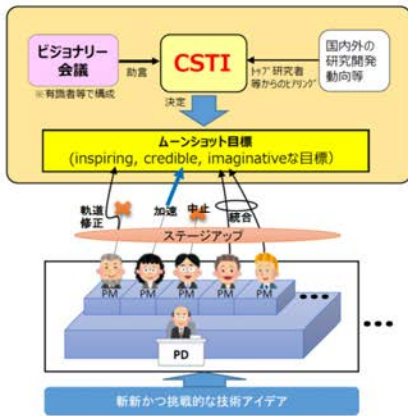 ビジョナリー
会議
※有識者等で構成
助言
CSTI
決定
トップ研究者
等からのヒアリング
国内外の
研究開発
動向等
ムーンショット目標
(inspiring, credible, imaginativeな目標)
軌道
修正
加速
中止
統合
ステージアップ
PM
PM
PM
PM
PM
PD
斬新かつ挑戦的な技術アイデア